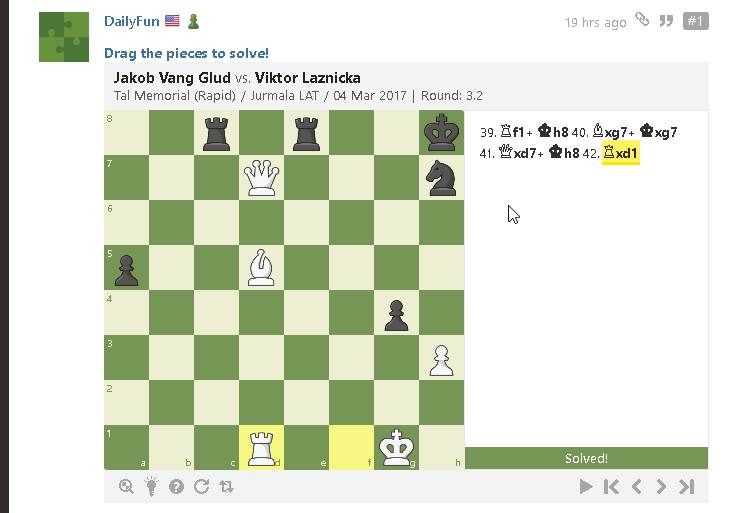 DailyFun
19 hrs ago
#1
Drag the pieces to solve!
Jakob Vang Glud vs. Viktor Laznicka
Tal Memorial (Rapid) / Jurmala LAT / 04 Mar 2017 | Round: 3.2
8
7
6
5
4
3
2
1
a b c d e f g h
39. ♖f1+ ♚h8 40. ♗xg7+ ♚xg7
41. ♕xd7+ ♚h8 42. ♖xd1
Solved!